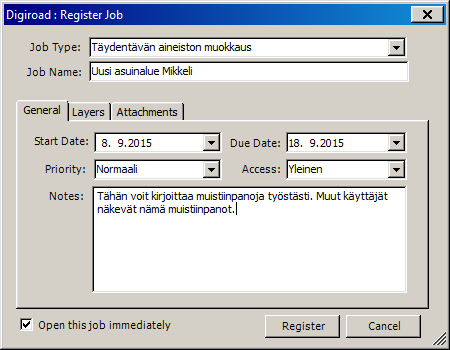 Digiroad : Register Job
Job Type: Täydentävän aineiston muokkaus
Job Name: Uusi asuinalue Mikkeli
General Layers Attachments
Start Date: 8. 9.2015 Due Date: 18. 9.2015
Priority: Normaali Access: Yleinen
Notes: Tähän voit kirjoittaa muistiinpanoja työstästi. Muut käyttäjät
näkevät nämä muistiinpanot.
Open this job immediately Register Cancel